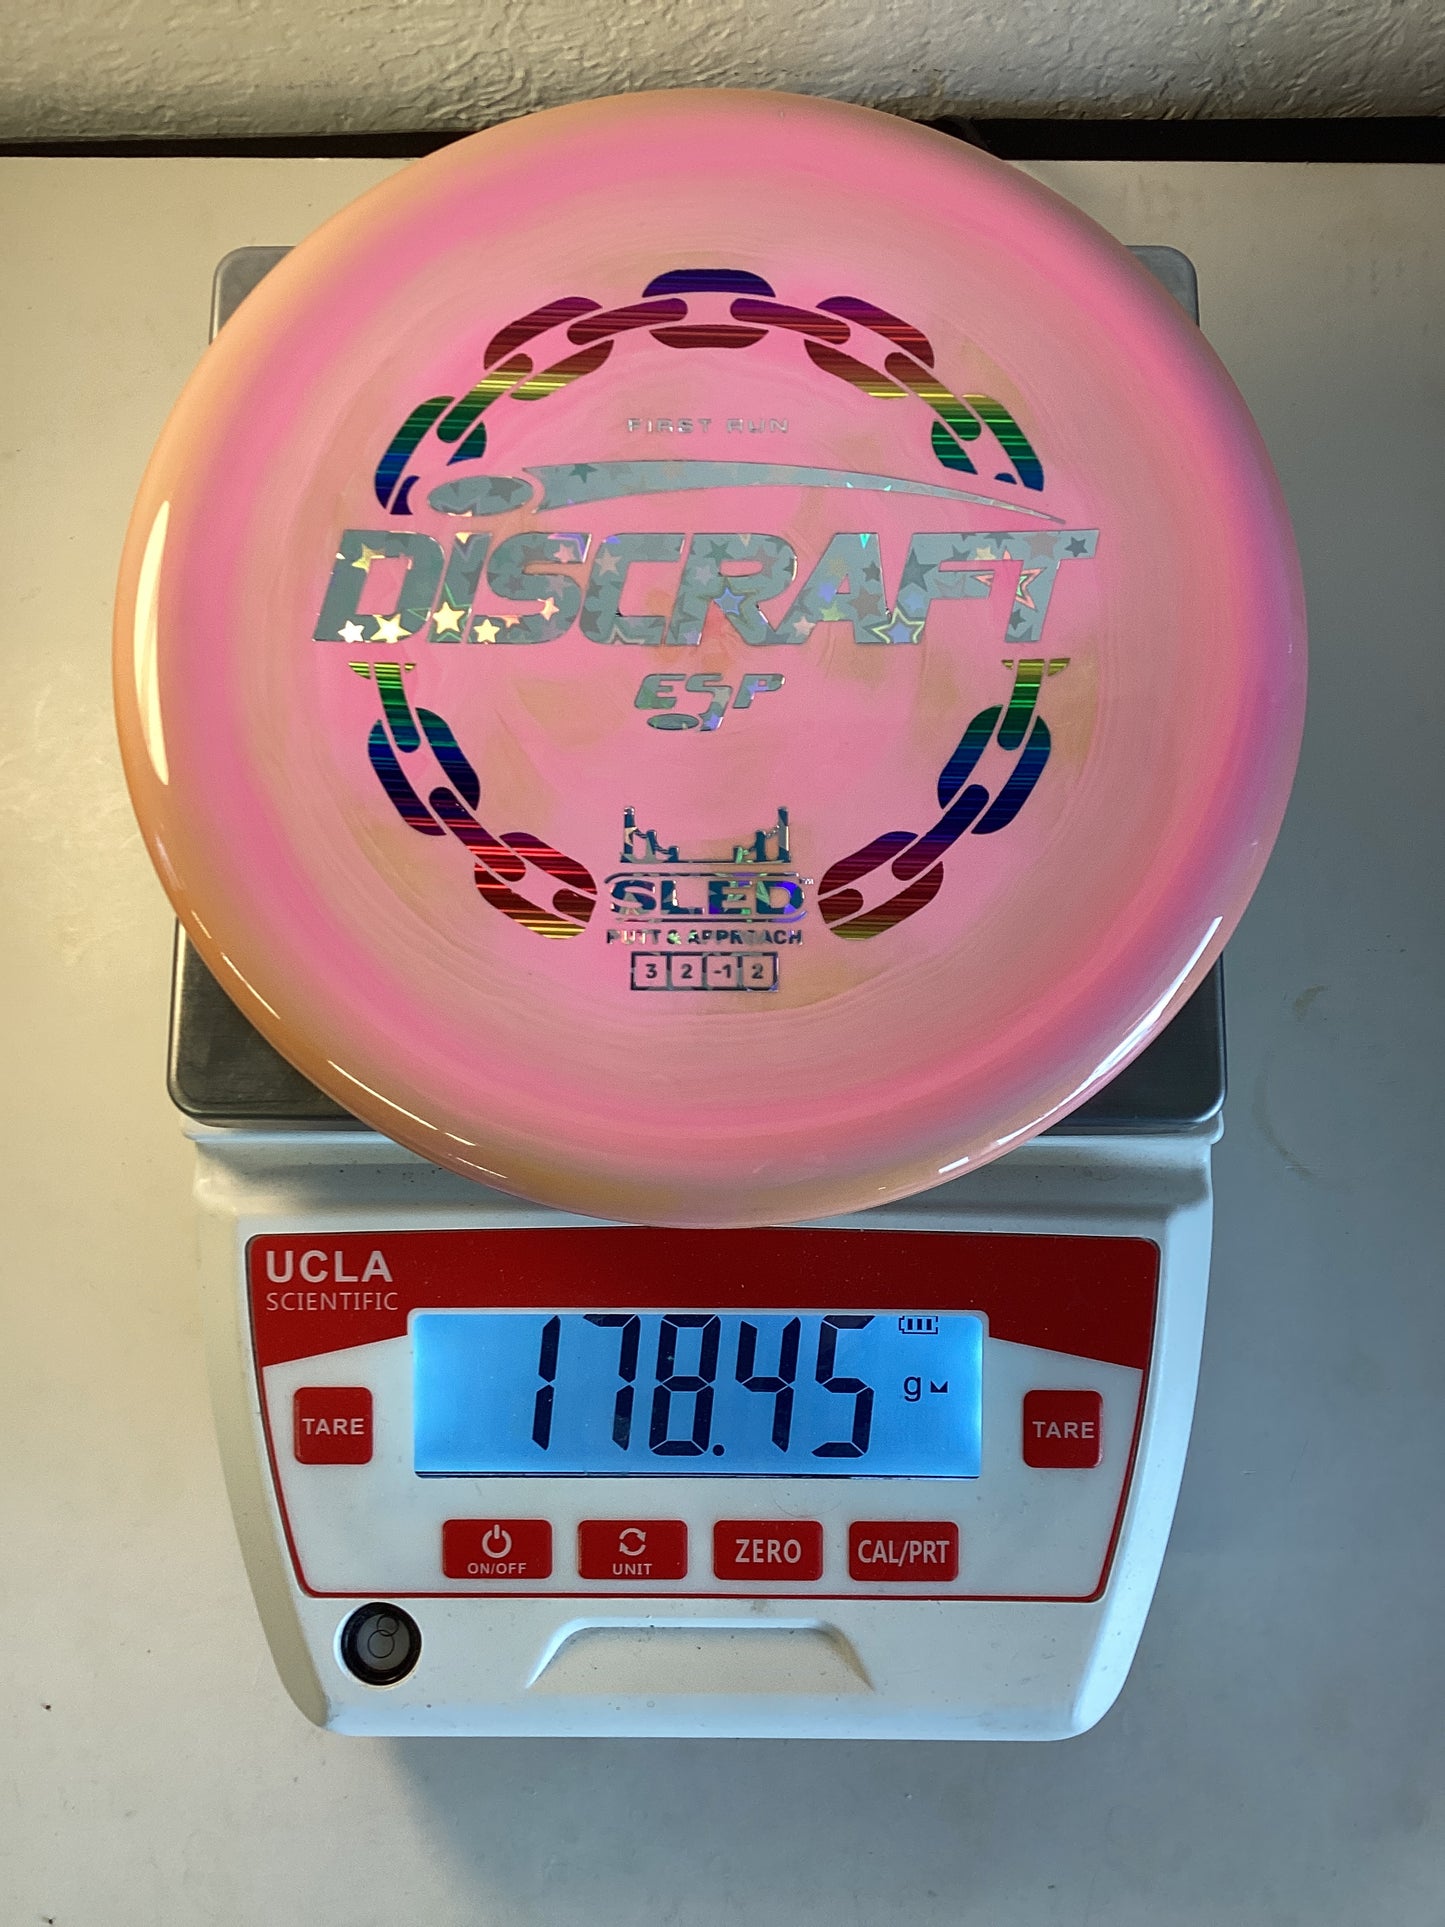 FIRST RUN
DISCRAFT
ESP
SLED™
PUTT & APPROACH
3 2 -1 2
UCLA
SCIENTIFIC
178.45 g
TARE
TARE
ON/OFF
UNIT
ZERO
CAL/PRT